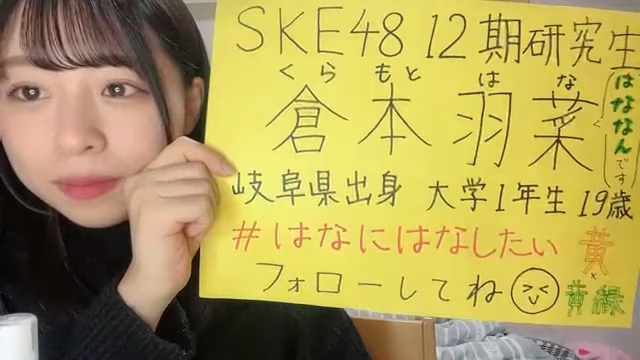 SKE48 12期研究生
くらもと はな
倉本 羽菜
はななんです
岐阜県出身 大学1年生 19歳
#はなにはなしたい
フォローしてね
黄×黄緑